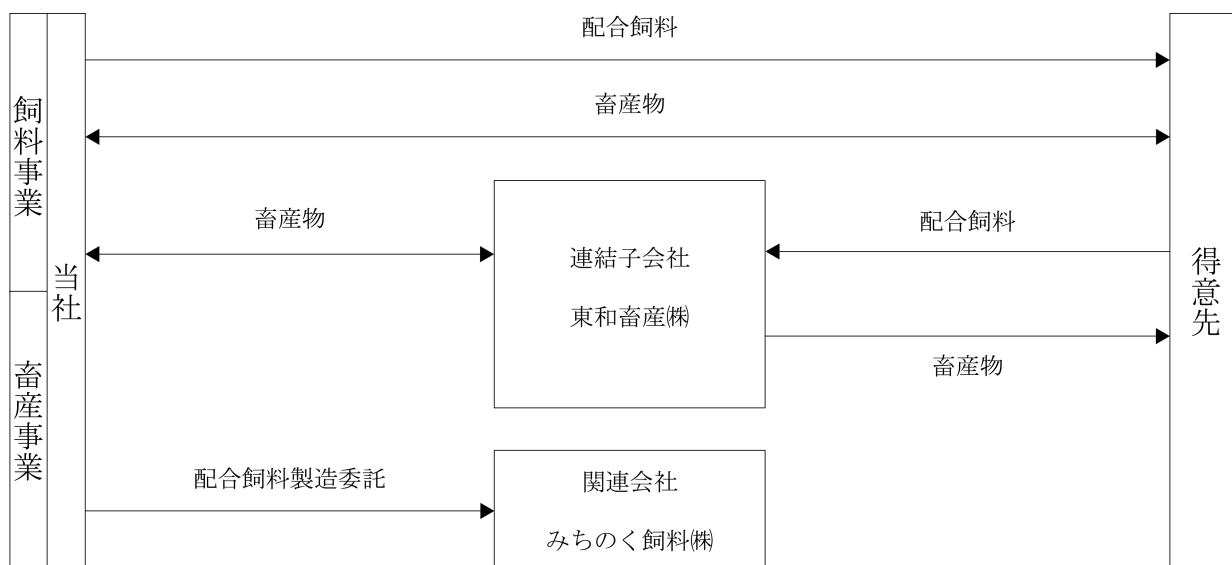 配合飼料
畜産物
飼料事業
畜産事業
当社
畜産物
連結子会社
東和畜産㈱
配合飼料
畜産物
得意先
配合飼料製造委託
関連会社
みちのく飼料㈱